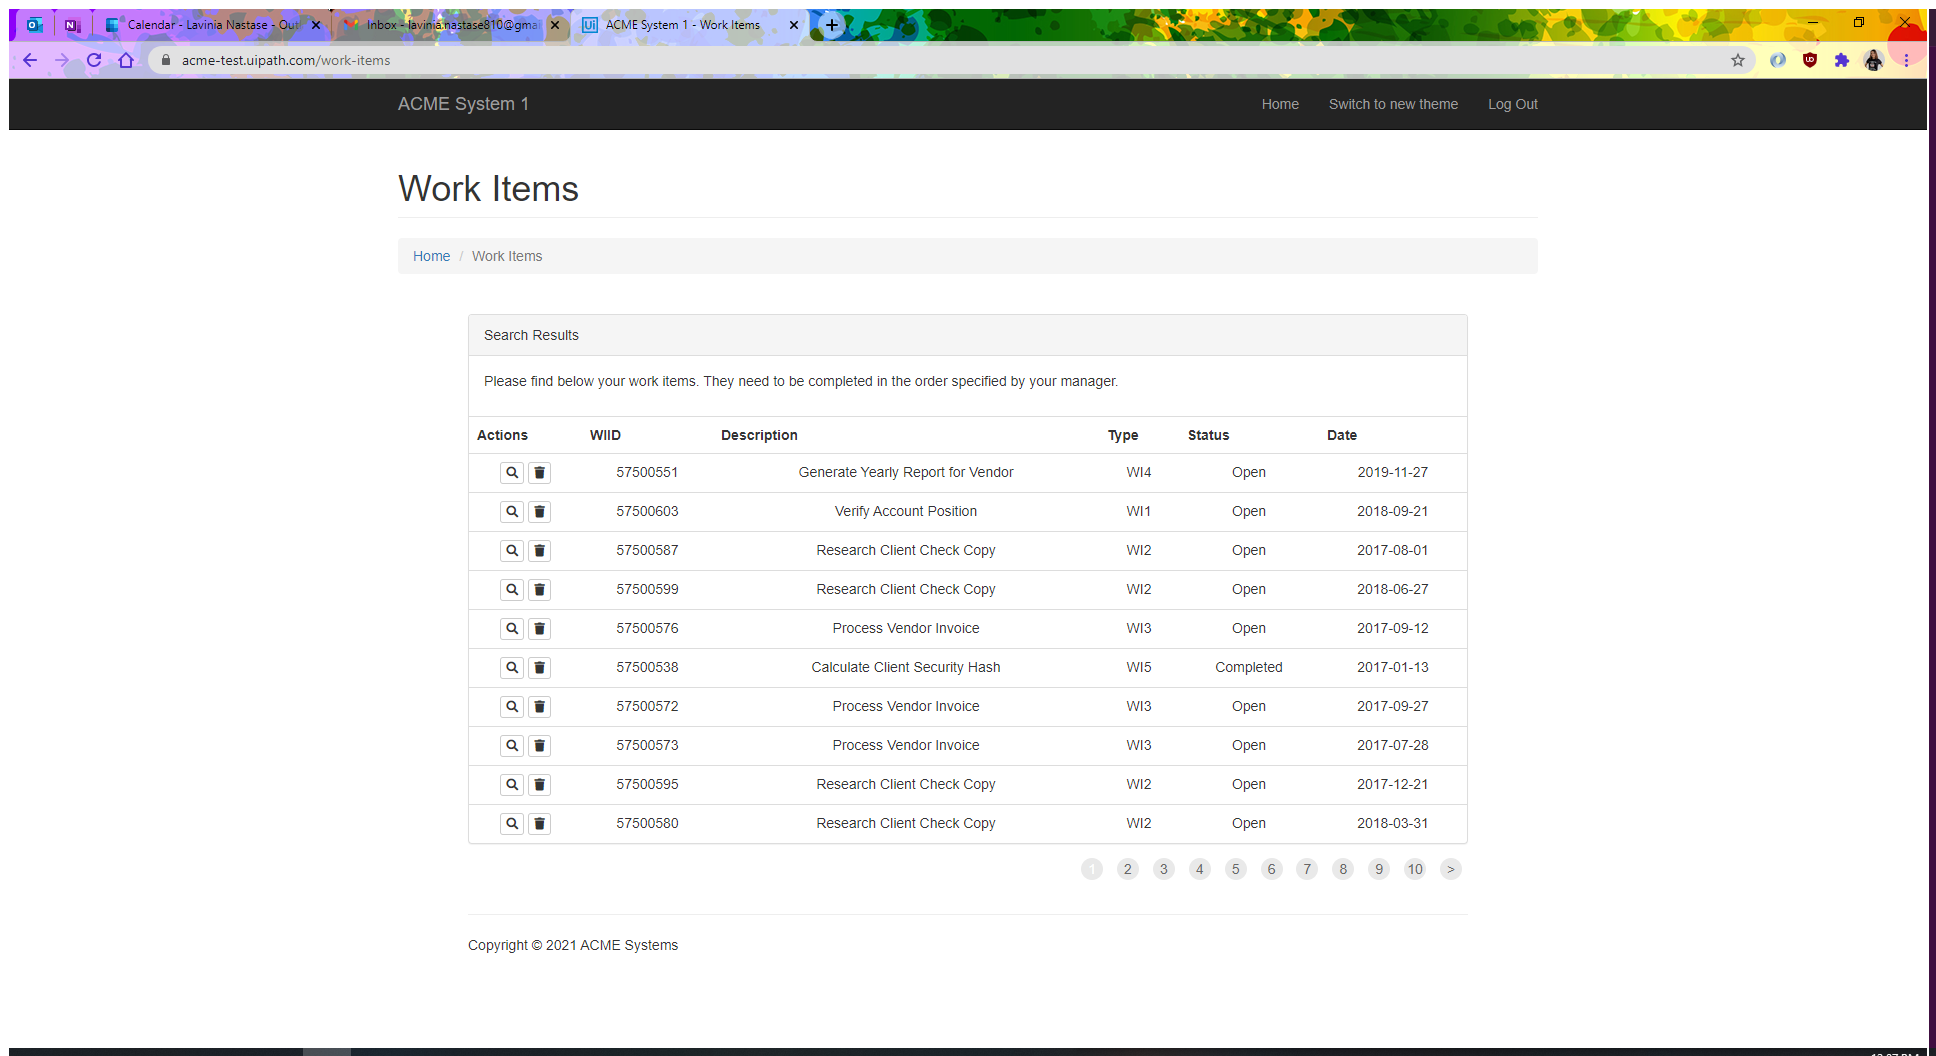 Calendar - Lavinia Nastase - Out
Inbox - lavinia.nastase810@gmai
ACME System 1 - Work Items
acme-test.uipath.com/work-items
ACME System 1
Home
Switch to new theme
Log Out
Work Items
Home / Work Items
Search Results
Please find below your work items. They need to be completed in the order specified by your manager.
Actions WIID Description Type Status Date
57500551 Generate Yearly Report for Vendor WI4 Open 2019-11-27
57500603 Verify Account Position WI1 Open 2018-09-21
57500587 Research Client Check Copy WI2 Open 2017-08-01
57500599 Research Client Check Copy WI2 Open 2018-06-27
57500576 Process Vendor Invoice WI3 Open 2017-09-12
57500538 Calculate Client Security Hash WI5 Completed 2017-01-13
57500572 Process Vendor Invoice WI3 Open 2017-09-27
57500573 Process Vendor Invoice WI3 Open 2017-07-28
57500595 Research Client Check Copy WI2 Open 2017-12-21
57500580 Research Client Check Copy WI2 Open 2018-03-31
1 2 3 4 5 6 7 8 9 10 >
Copyright © 2021 ACME Systems